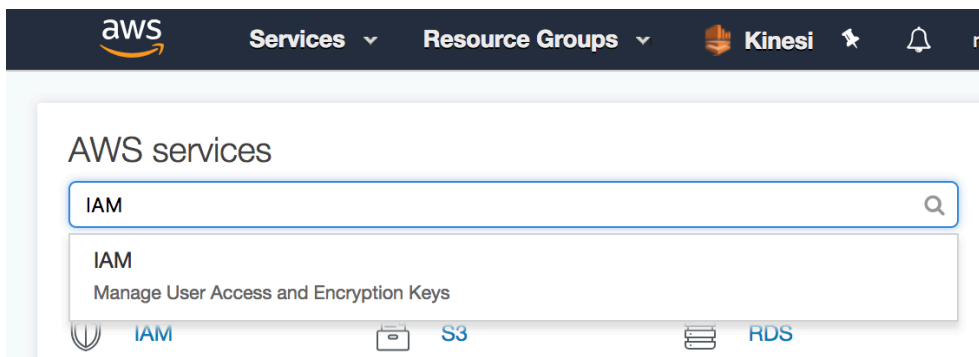 aws Services Resource Groups Kinesi
AWS services
IAM
IAM
Manage User Access and Encryption Keys
IAM S3 RDS